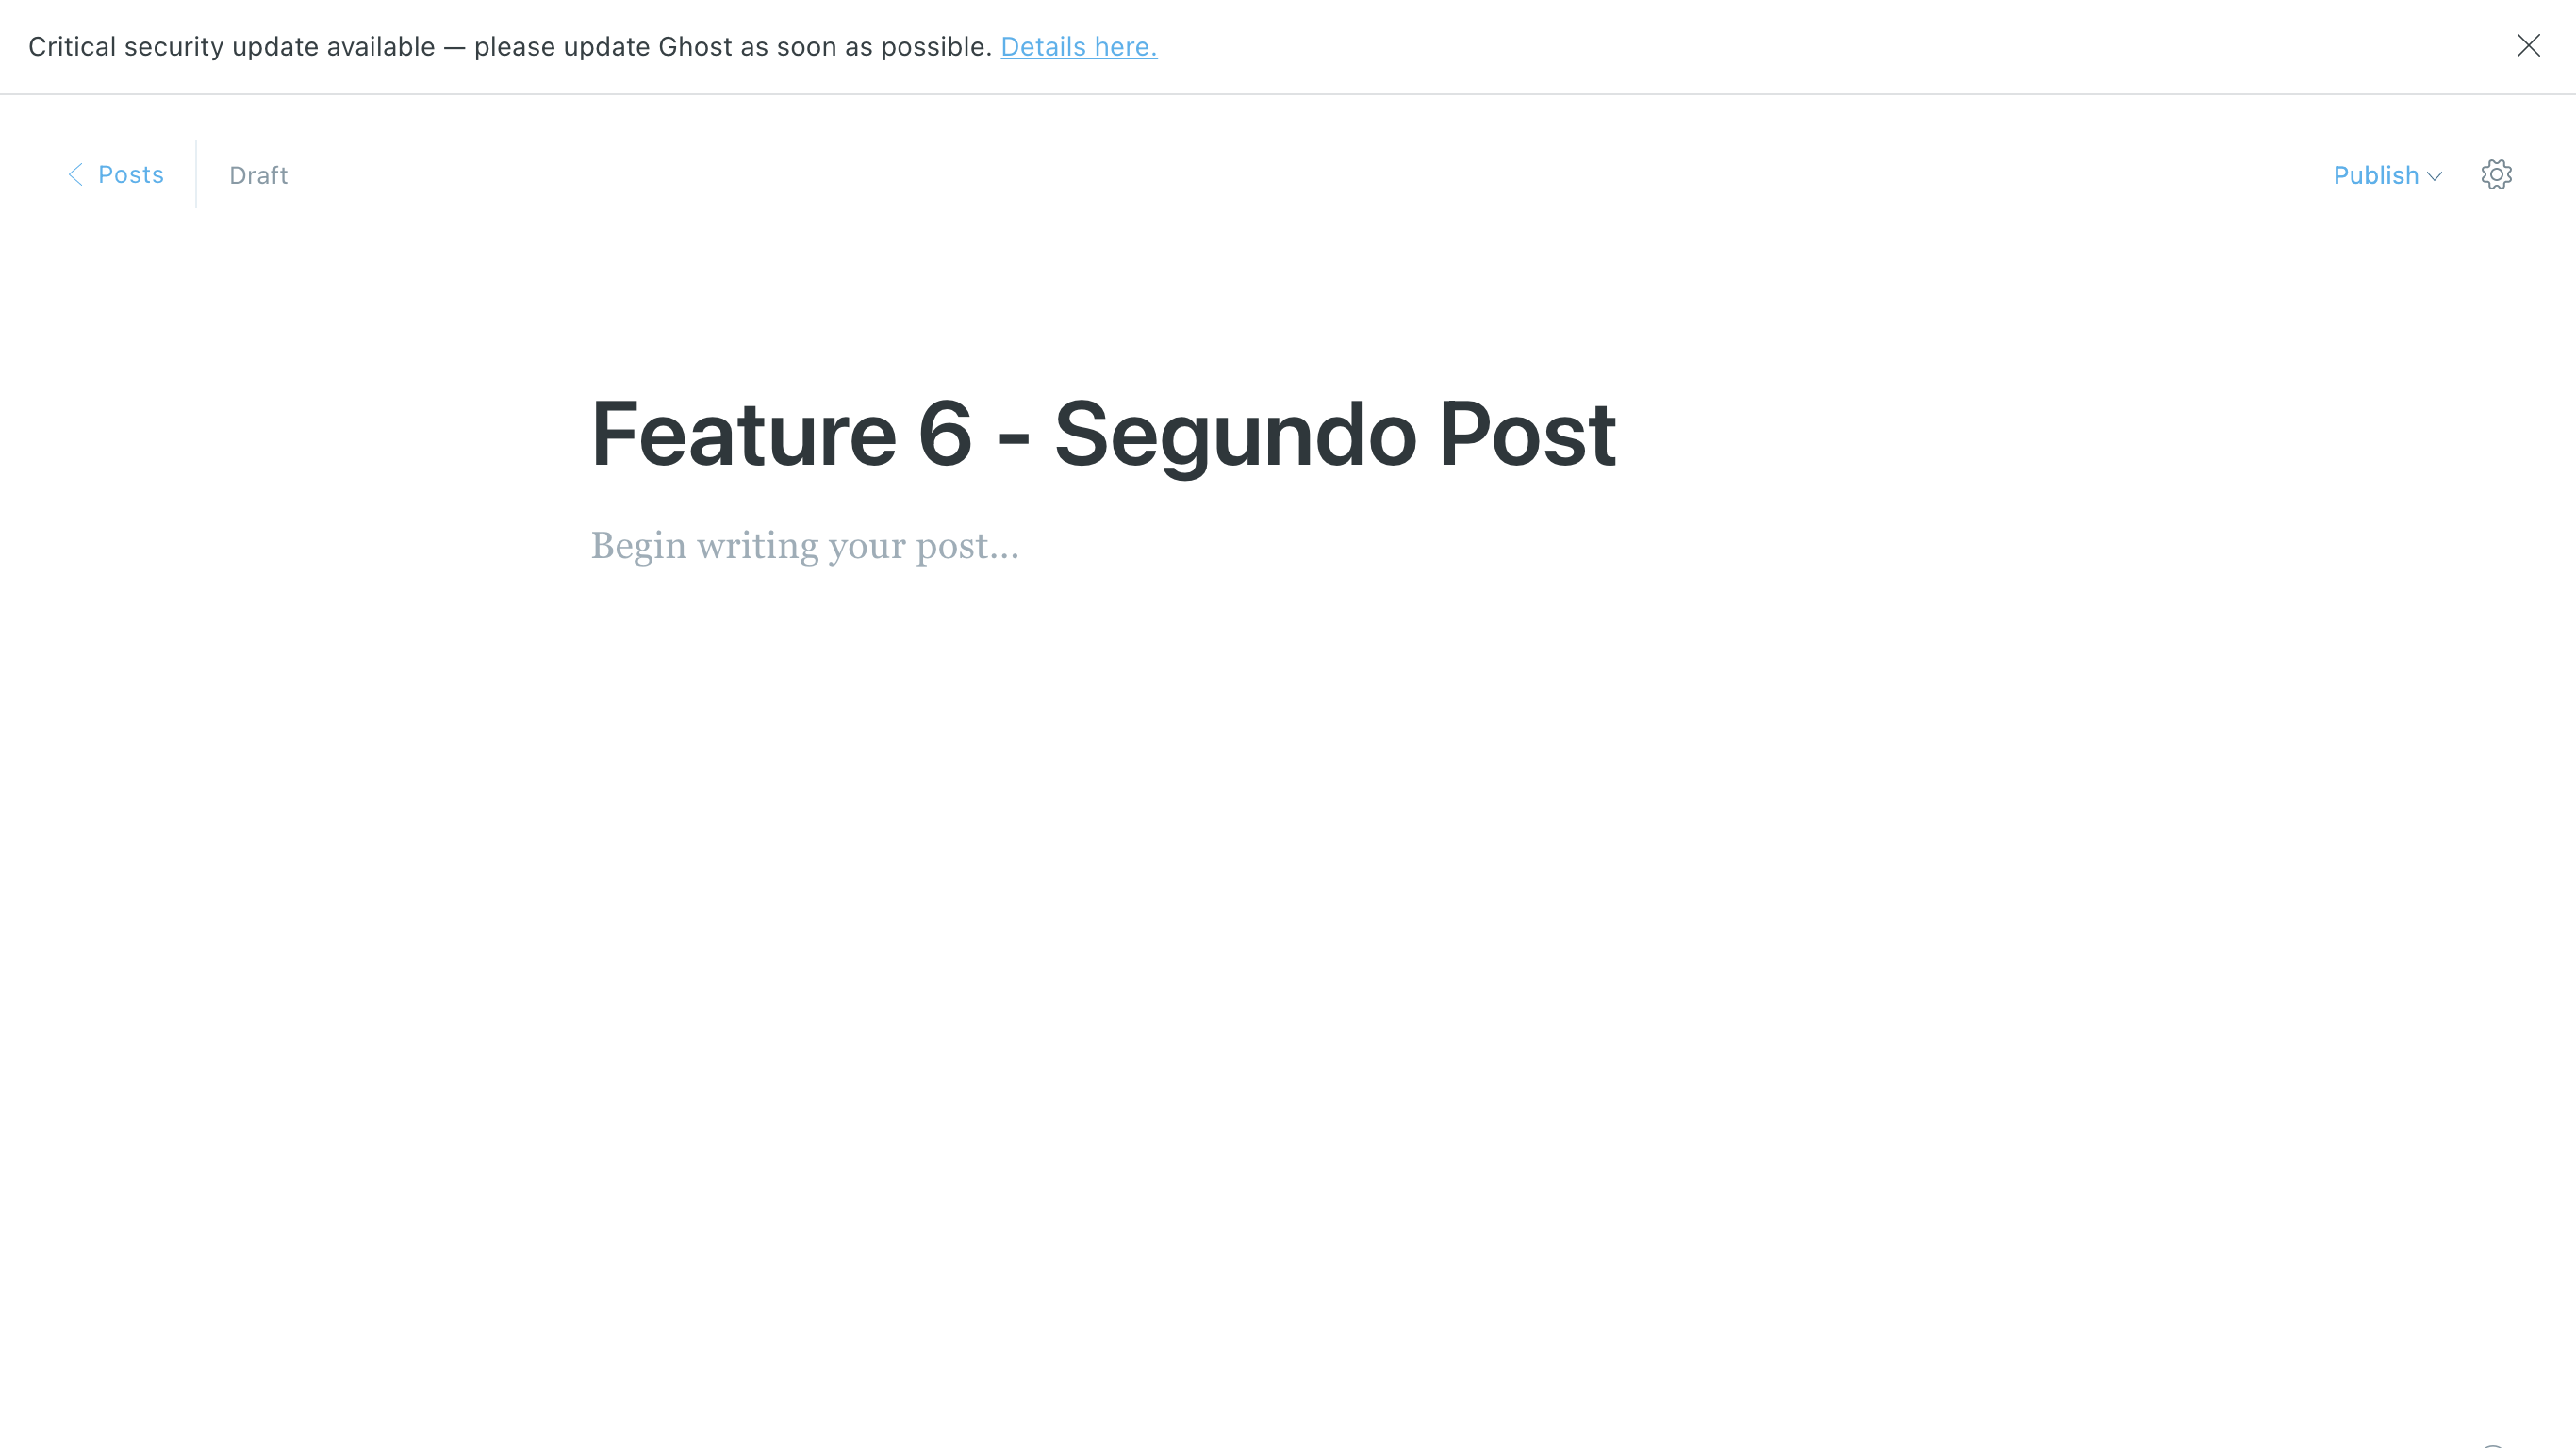 Critical security update available — please update Ghost as soon as possible. Details here.
Posts
Draft
Publish
Feature 6 - Segundo Post
Begin writing your post...